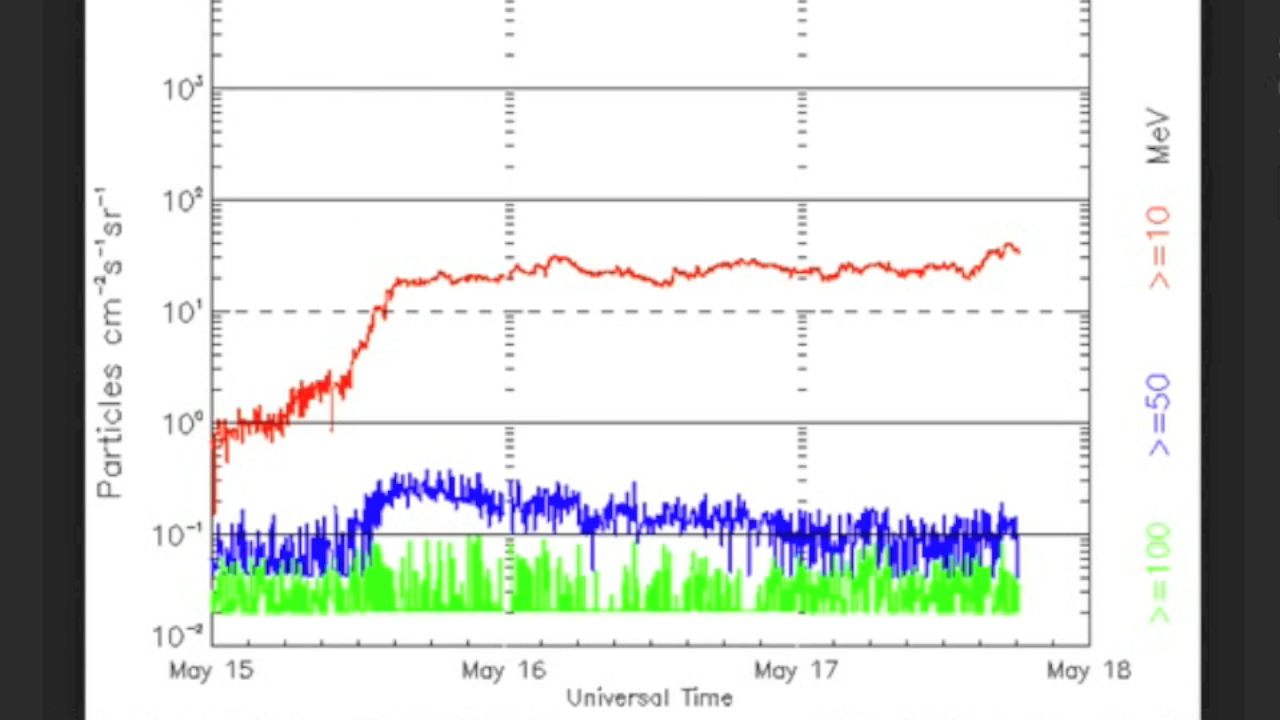 10³
10²
10¹
10⁰
10⁻¹
10⁻²
Particles cm⁻²s⁻¹sr⁻¹
May 15 May 16 May 17 May 18
Universal Time
MeV
>=10
>=50
>=100